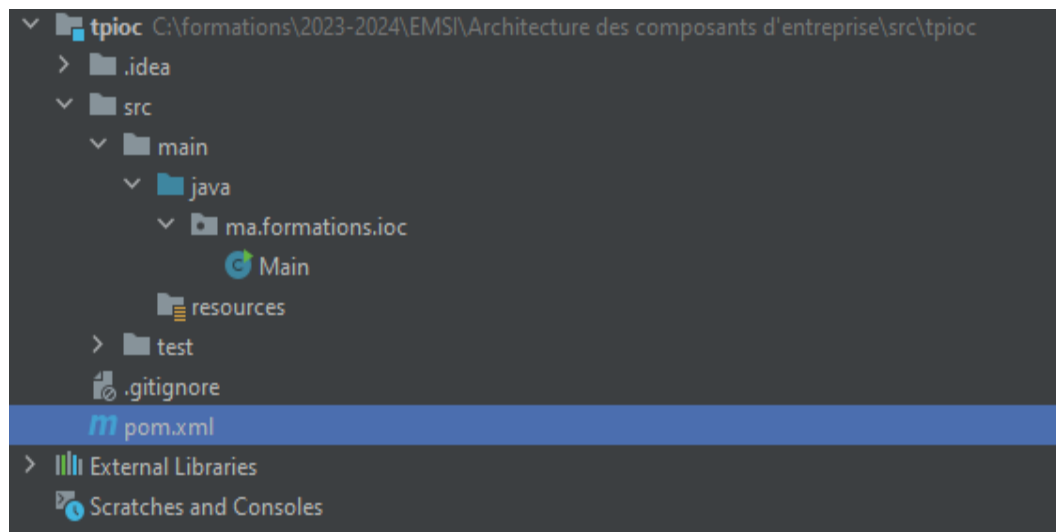 tpioc C:\formations\2023-2024\EMSI\Architecture des composants d'entreprise\src\tpioc
.idea
src
main
java
ma.formations.ioc
C Main
resources
test
.gitignore
m pom.xml
External Libraries
Scratches and Consoles